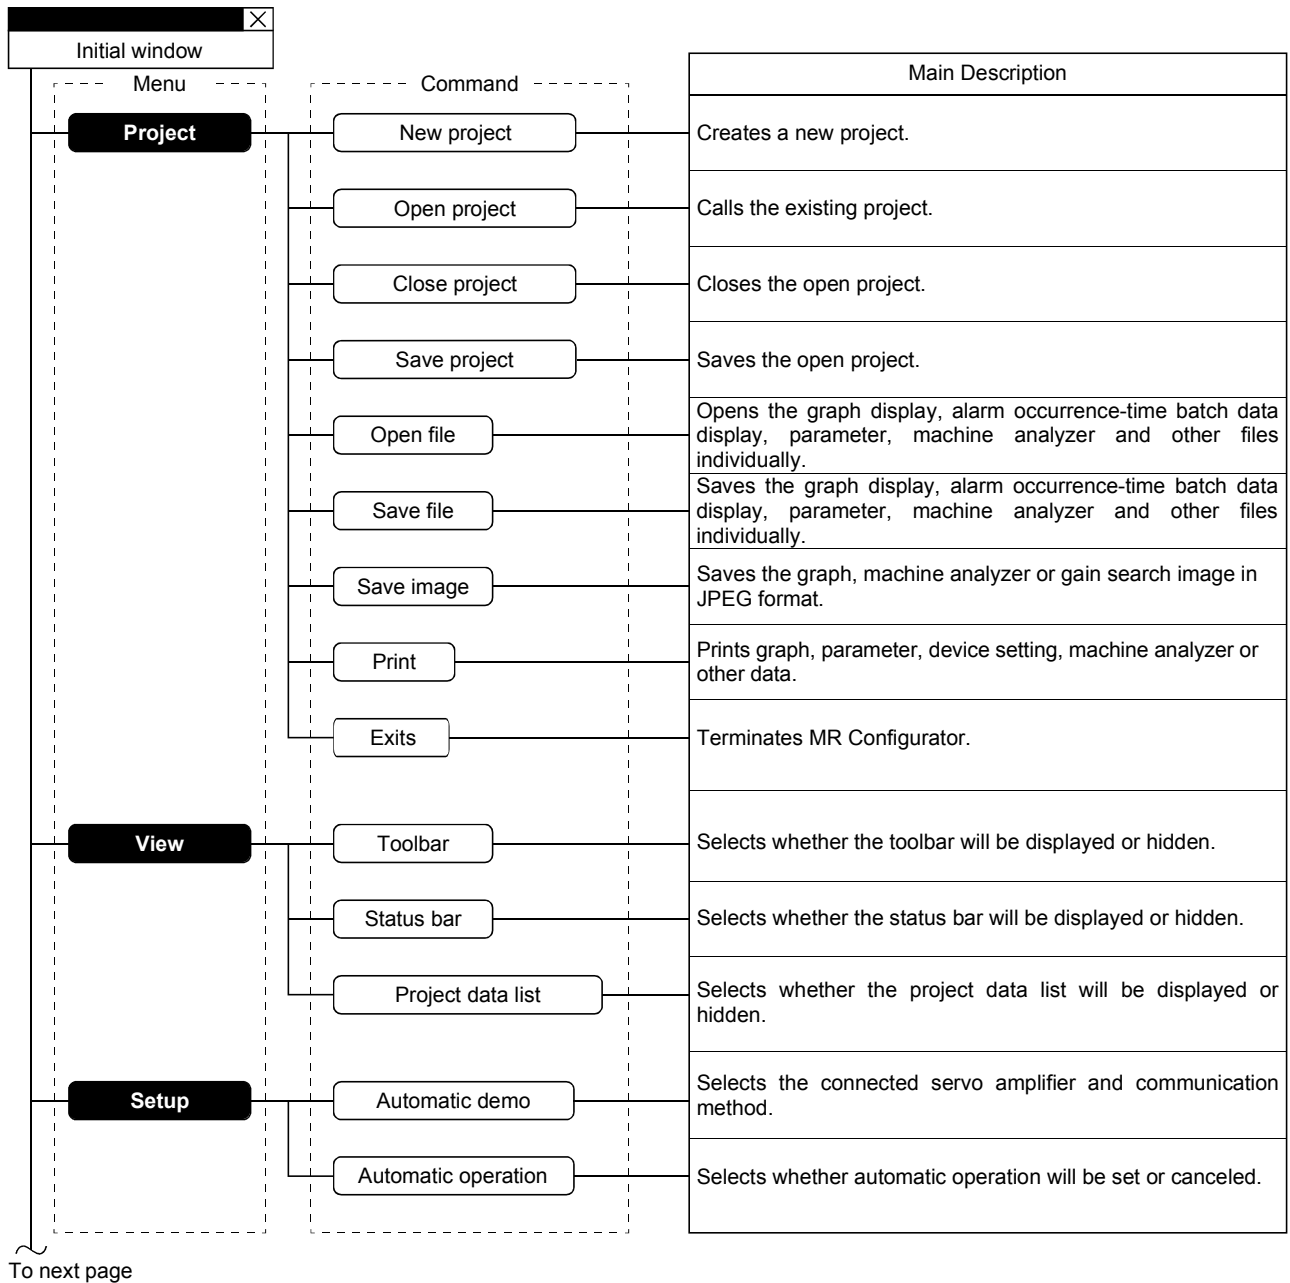 Initial window
Menu
Command
Main Description
Project
New project
Creates a new project.
Open project
Calls the existing project.
Close project
Closes the open project.
Save project
Saves the open project.
Open file
Opens the graph display, alarm occurrence-time batch data
display, parameter, machine analyzer and other files
individually.
Save file
Saves the graph display, alarm occurrence-time batch data
display, parameter, machine analyzer and other files
individually.
Save image
Saves the graph, machine analyzer or gain search image in
JPEG format.
Print
Prints graph, parameter, device setting, machine analyzer or
other data.
Exits
Terminates MR Configurator.
View
Toolbar
Selects whether the toolbar will be displayed or hidden.
Status bar
Selects whether the status bar will be displayed or hidden.
Project data list
Selects whether the project data list will be displayed or
hidden.
Setup
Automatic demo
Selects the connected servo amplifier and communication
method.
Automatic operation
Selects whether automatic operation will be set or canceled.
To next page